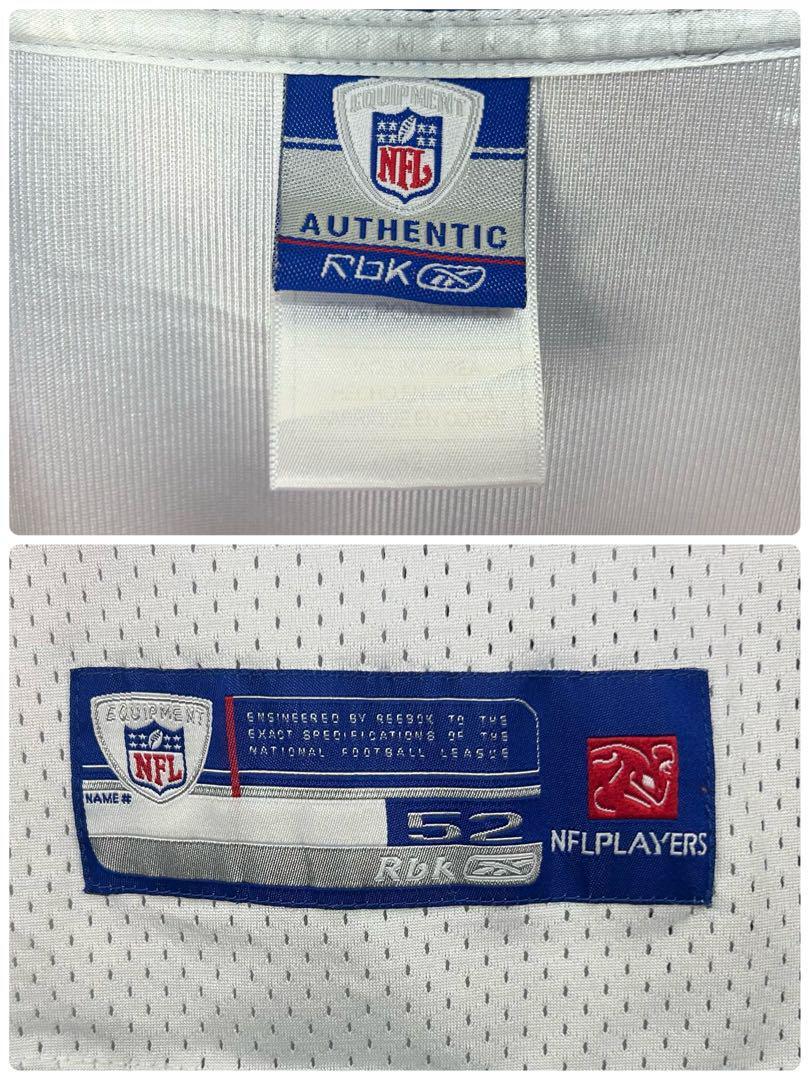 EQUIPMENT
NFL
AUTHENTIC
Rbk
EQUIPMENT
NFL
ENGINEERED BY REEBOK TO THE
EXACT SPECIFICATIONS OF THE
NATIONAL FOOTBALL LEAGUE
NAME #
52
Rbk
NFLPLAYERS